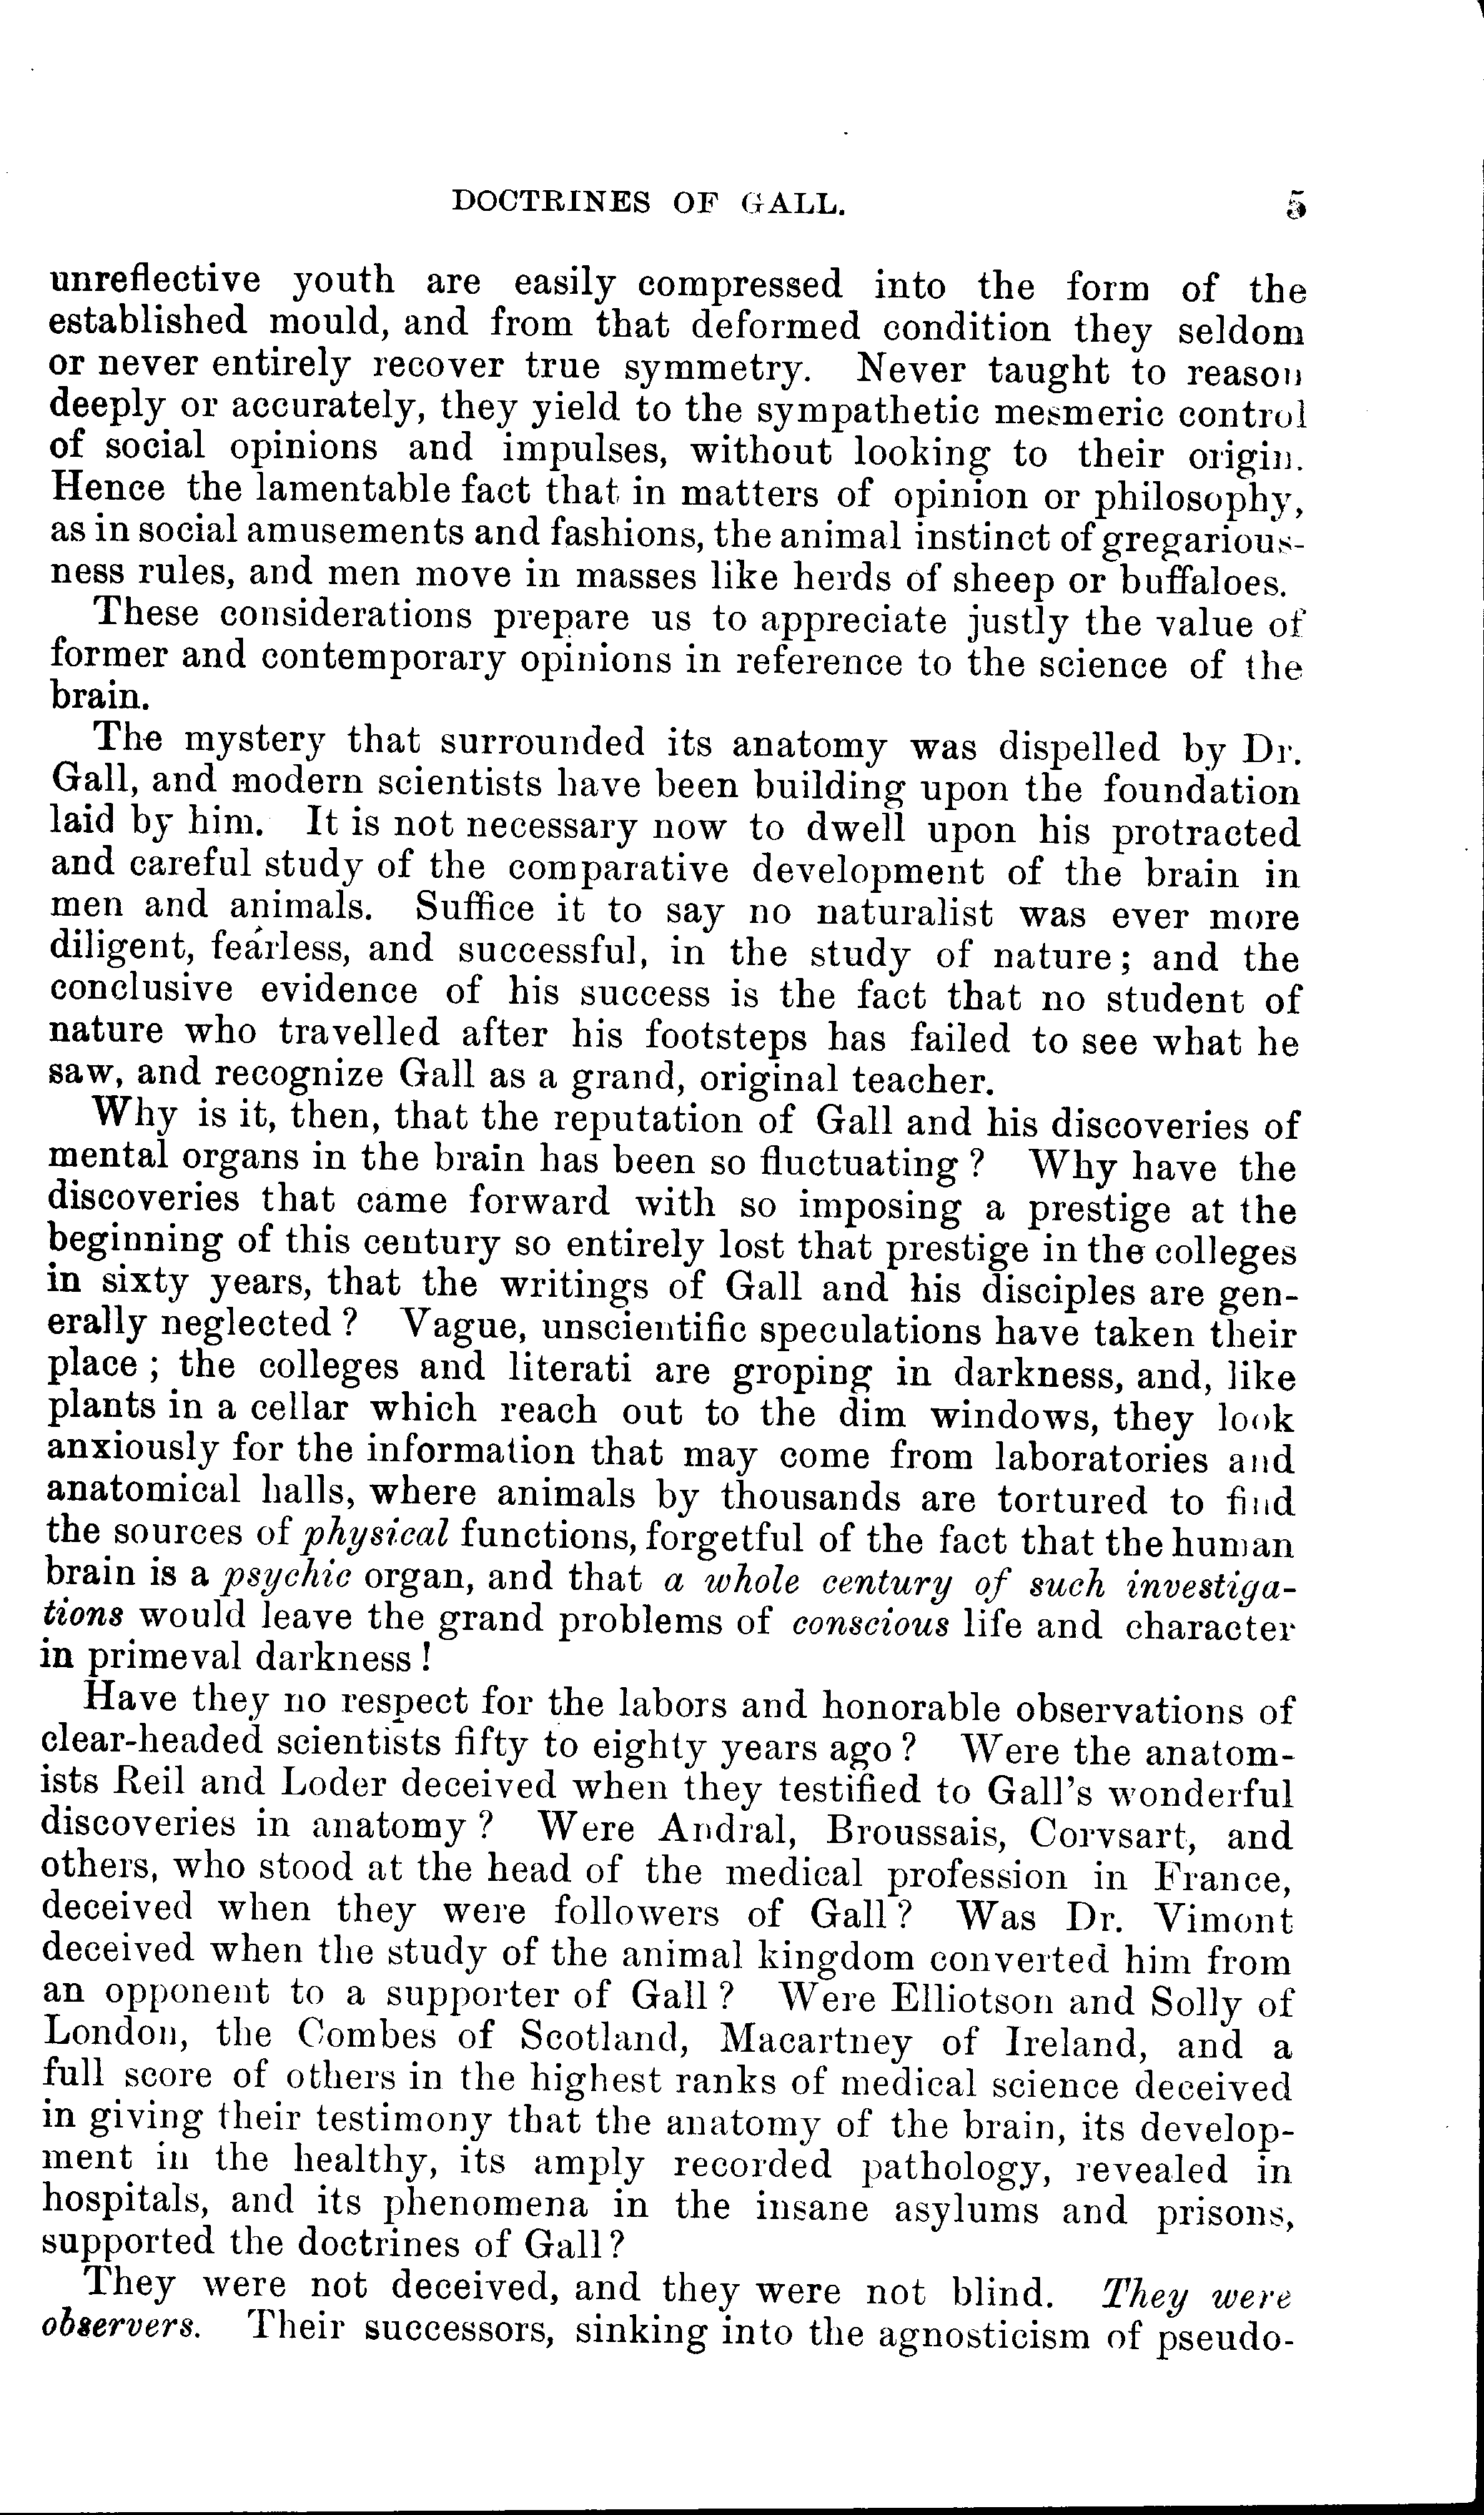 DOCTRINES OF GALL. 5
unreflective youth are easily compressed into the form of the
established mould, and from that deformed condition they seldom
or never entirely recover true symmetry. Never taught to reason
deeply or accurately, they yield to the sympathetic mesmeric control
of social opinions and impulses, without looking to their origin.
Hence the lamentable fact that in matters of opinion or philosophy,
as in social amusements and fashions, the animal instinct of gregarious-
ness rules, and men move in masses like herds of sheep or buffaloes.
These considerations prepare us to appreciate justly the value of
former and contemporary opinions in reference to the science of the
brain.
The mystery that surrounded its anatomy was dispelled by Dr.
Gall, and modern scientists have been building upon the foundation
laid by him. It is not necessary now to dwell upon his protracted
and careful study of the comparative development of the brain in
men and animals. Suffice it to say no naturalist was ever more
diligent, fearless, and successful, in the study of nature; and the
conclusive evidence of his success is the fact that no student of
nature who travelled after his footsteps has failed to see what he
saw, and recognize Gall as a grand, original teacher.
Why is it, then, that the reputation of Gall and his discoveries of
mental organs in the brain has been so fluctuating? Why have the
discoveries that came forward with so imposing a prestige at the
beginning of this century so entirely lost that prestige in the colleges
in sixty years, that the writings of Gall and his disciples are gen-
erally neglected? Vague, unscientific speculations have taken their
place; the colleges and literati are groping in darkness, and, like
plants in a cellar which reach out to the dim windows, they look
anxiously for the information that may come from laboratories and
anatomical halls, where animals by thousands are tortured to find
the sources of physical functions, forgetful of the fact that the human
brain is a psychic organ, and that a whole century of such investiga-
tions would leave the grand problems of conscious life and character
in primeval darkness!
Have they no respect for the labors and honorable observations of
clear-headed scientists fifty to eighty years ago? Were the anatom-
ists Reil and Loder deceived when they testified to Gall's wonderful
discoveries in anatomy? Were Andral, Broussais, Corvsart, and
others, who stood at the head of the medical profession in France,
deceived when they were followers of Gall? Was Dr. Vimont
deceived when the study of the animal kingdom converted him from
an opponent to a supporter of Gall? Were Elliotson and Solly of
London, the Combes of Scotland, Macartney of Ireland, and a
full score of others in the highest ranks of medical science deceived
in giving their testimony that the anatomy of the brain, its develop-
ment in the healthy, its amply recorded pathology, revealed in
hospitals, and its phenomena in the insane asylums and prisons,
supported the doctrines of Gall?
They were not deceived, and they were not blind. They were
observers. Their successors, sinking into the agnosticism of pseudo-